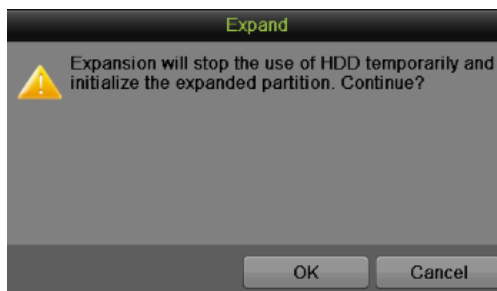 Expand
Expansion will stop the use of HDD temporarily and
initialize the expanded partition. Continue?
OK
Cancel